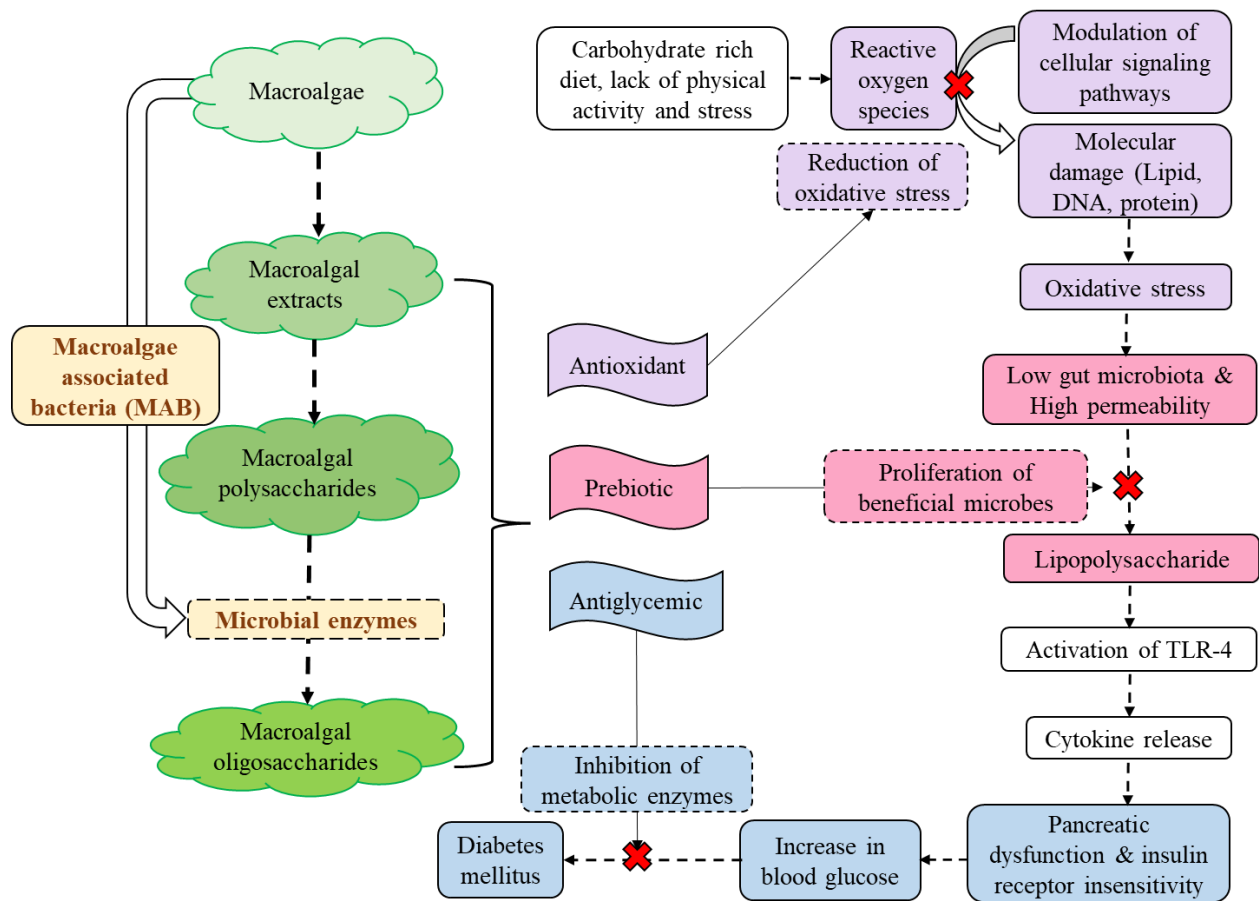 Macroalgae
Macroalgal
extracts
Macroalgae
associated
bacteria (MAB)
Macroalgal
polysaccharides
Microbial enzymes
Macroalgal
oligosaccharides
Carbohydrate rich
diet, lack of physical
activity and stress
Reactive
oxygen
species
Modulation of
cellular signaling
pathways
Reduction of
oxidative stress
Molecular
damage (Lipid,
DNA, protein)
Oxidative stress
Antioxidant
Low gut microbiota &
High permeability
Prebiotic
Proliferation of
beneficial microbes
Lipopolysaccharide
Antiglycemic
Activation of TLR-4
Cytokine release
Inhibition of
metabolic enzymes
Diabetes
mellitus
Increase in
blood glucose
Pancreatic
dysfunction & insulin
receptor insensitivity